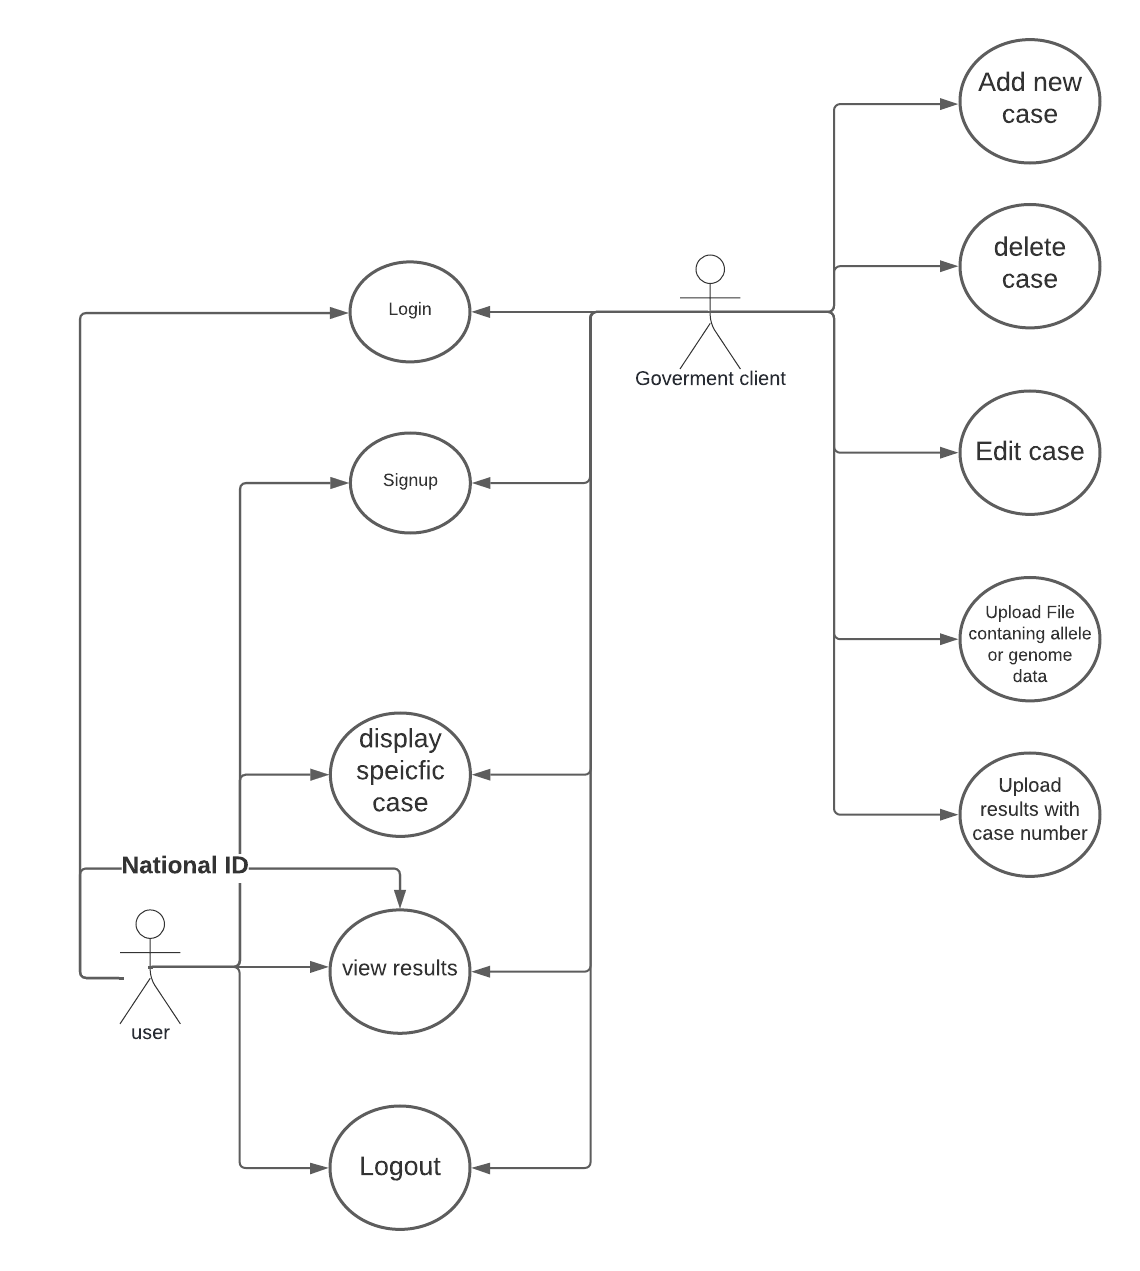 Add new
case
delete
case
Login
Goverment client
Edit case
Signup
Upload File
contaning allele
or genome
data
display
speicfic
case
Upload
results with
case number
National ID
view results
user
Logout